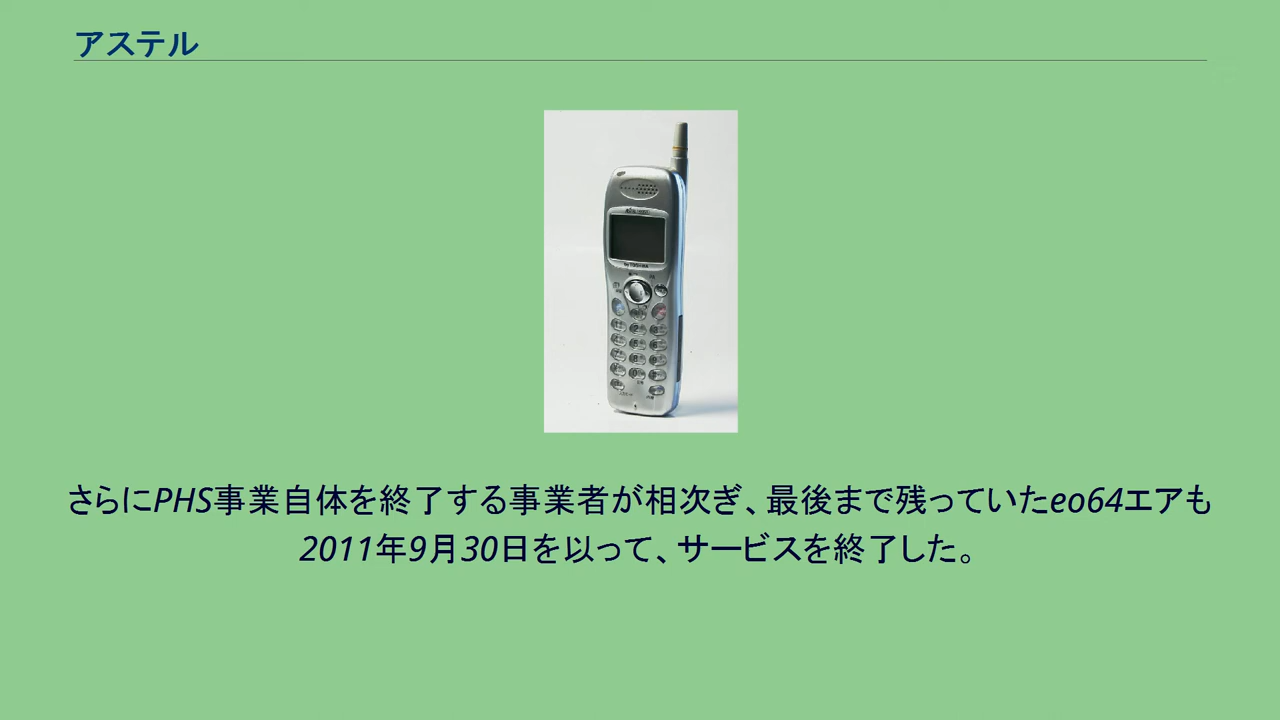 アステル
さらにPHS事業自体を終了する事業者が相次ぎ、最後まで残っていたeo64エアも
2011年9月30日を以って、サービスを終了した。